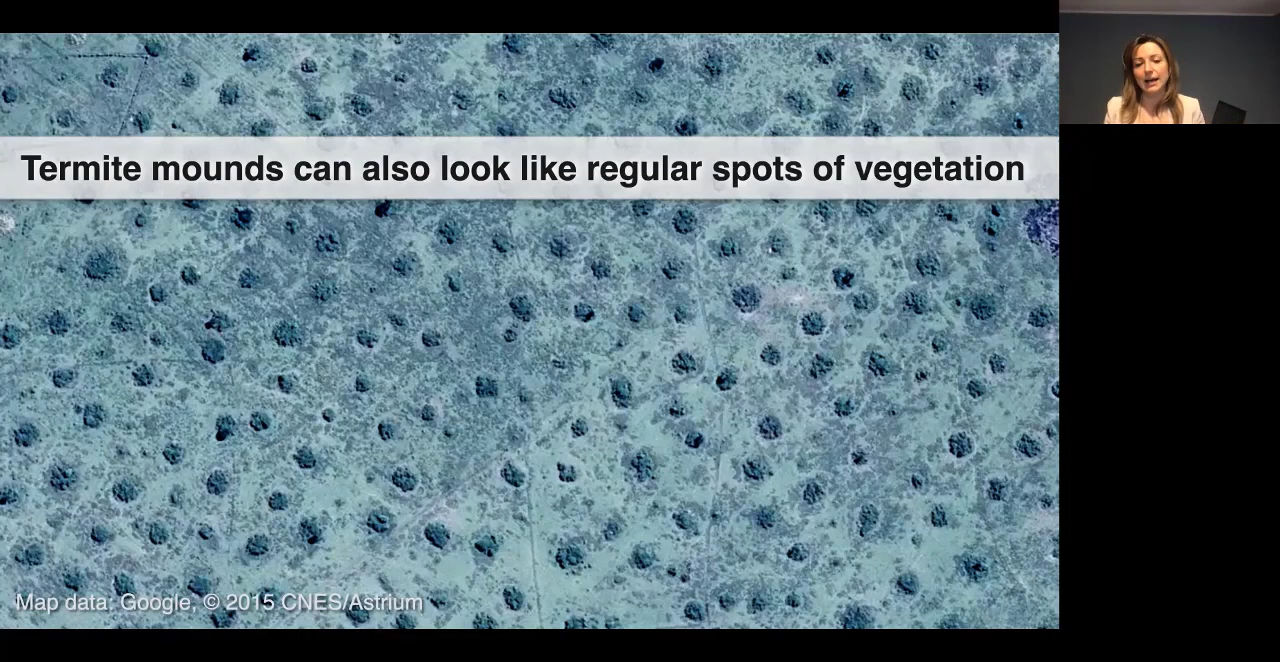 Termite mounds can also look like regular spots of vegetation
Map data: Google, © 2015 CNES/Astrium